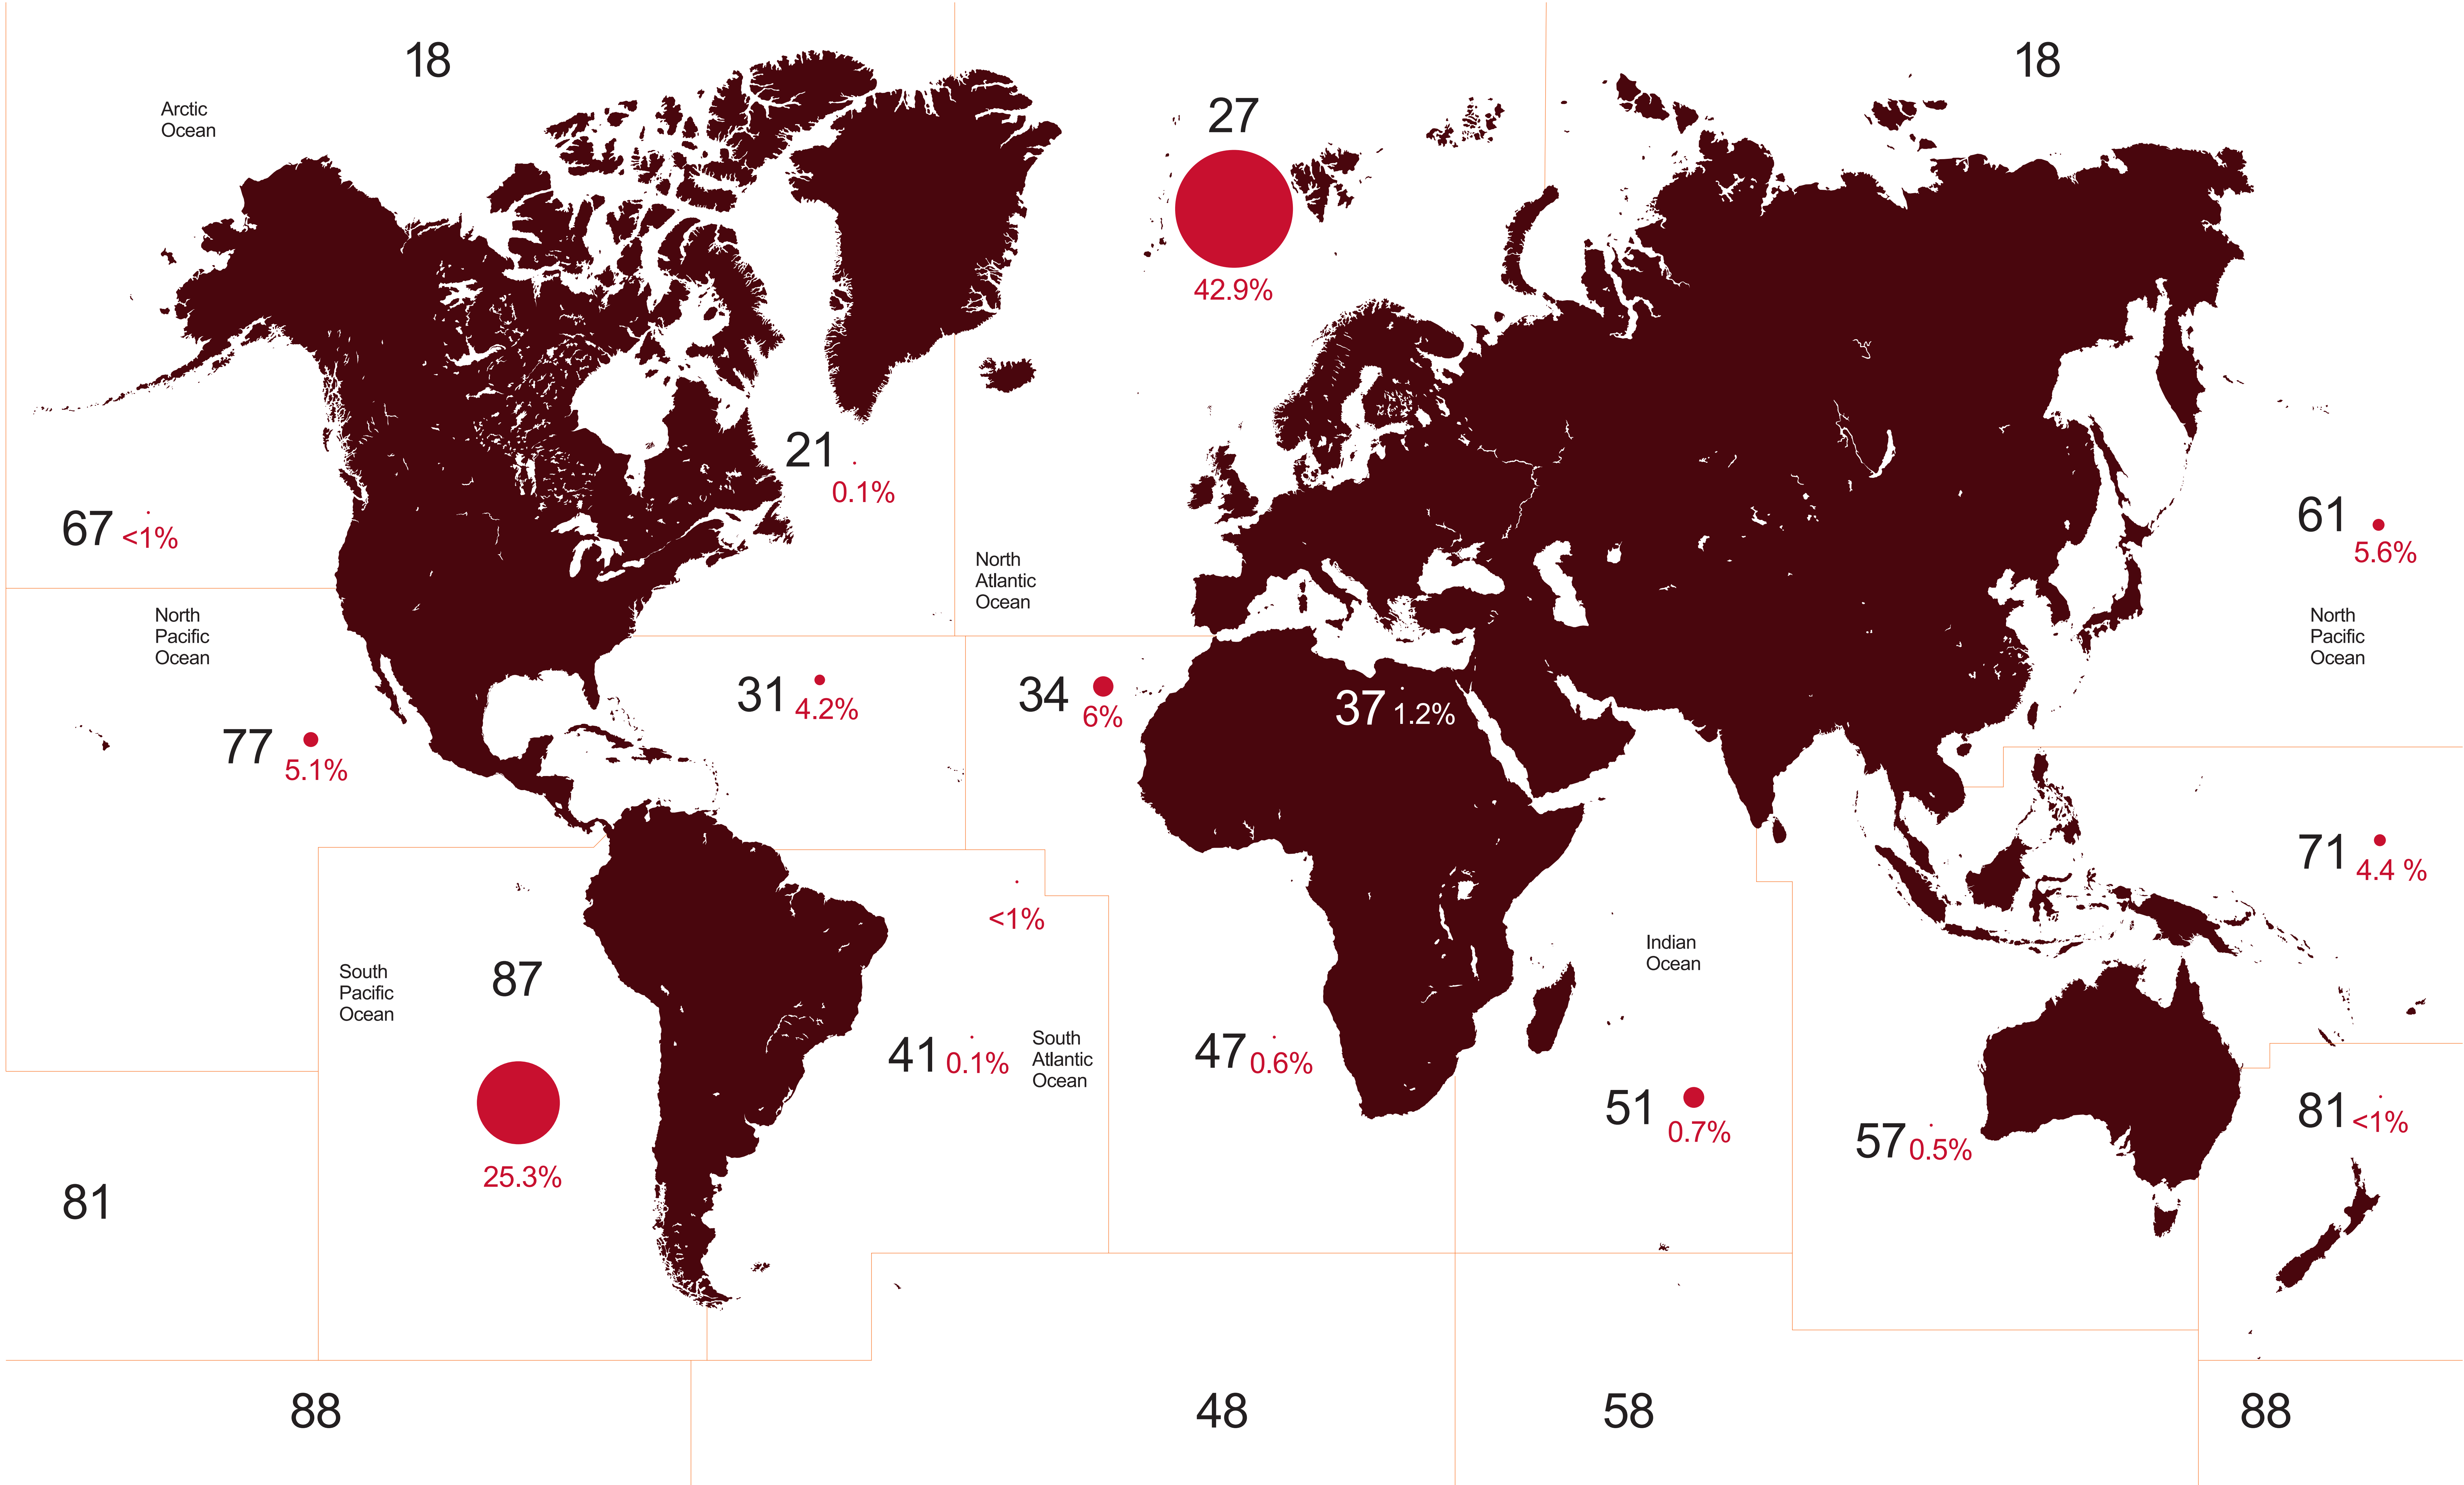 18
18
Arctic
Ocean
27
42.9%
21
0.1%
67 <1%
61
5.6%
North
Atlantic
Ocean
North
Pacific
Ocean
North
Pacific
Ocean
31
4.2%
34
6%
37 1.2%
77
5.1%
71
4.4 %
<1%
Indian
Ocean
South
Pacific
Ocean
87
25.3%
41 0.1%
South
Atlantic
Ocean
47 0.6%
51
0.7%
57 0.5%
81 <1%
81
88
48
58
88